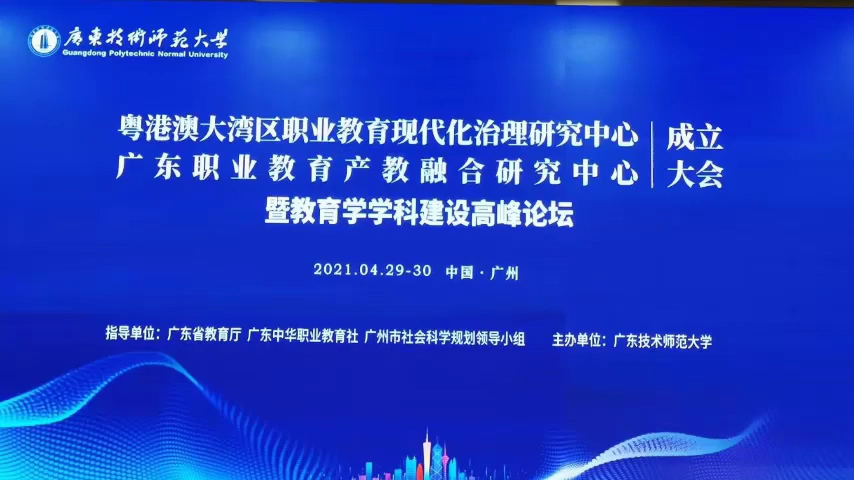 广东技术师范大学
Guangdong Polytechnic Normal University
粤港澳大湾区职业教育现代化治理研究中心
广东职业教育产教融合研究中心
成立
大会
暨教育学学科建设高峰论坛
2021.04.29-30 中国·广州
指导单位：广东省教育厅 广东中华职业教育社 广州市社会科学规划领导小组 主办单位：广东技术师范大学